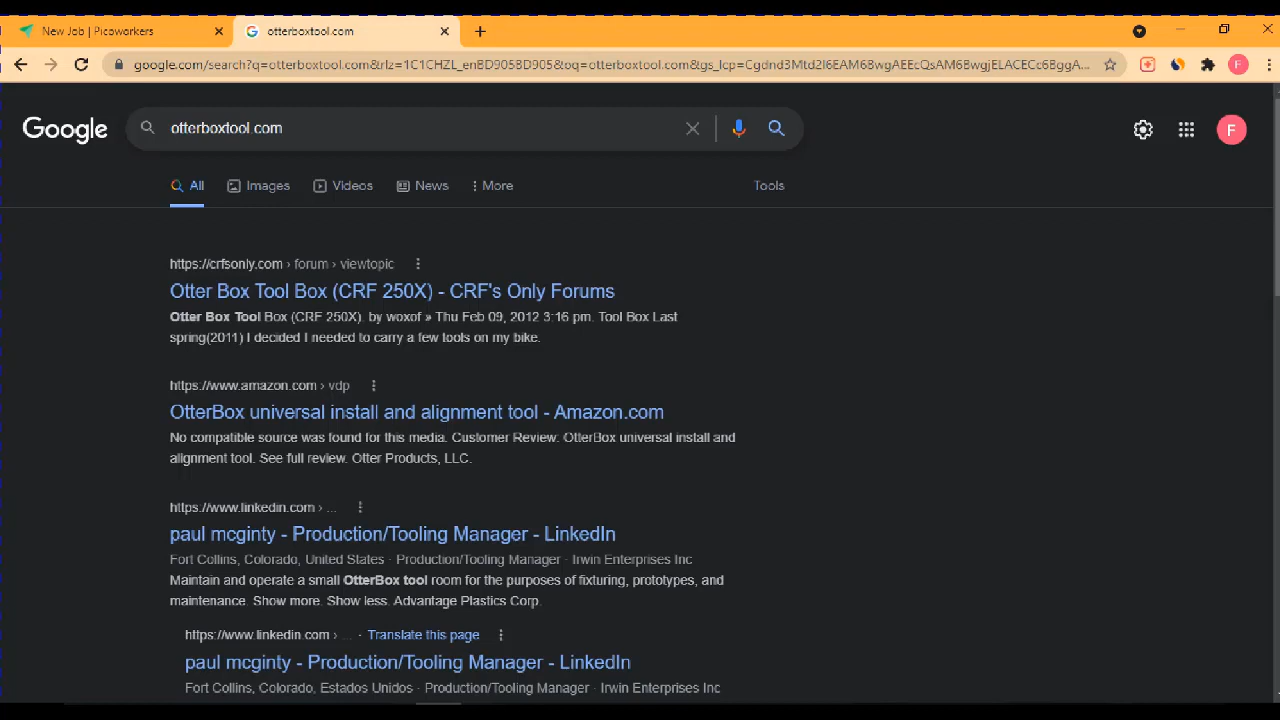 New Job | Picoworkers
otterboxtool.com
google.com/search?q=otterboxtool.com&rlz=1C1CHZL_enBD905BD905&oq=otterboxtool.com&gs_lcp=Cgdnd3Mtd2l6EAM6BwgAEEcQsAM6BwgjELACECc6BggA...
F
Google
otterboxtool.com
F
All
Images
Videos
News
More
Tools
https://crfsonly.com › forum › viewtopic
Otter Box Tool Box (CRF 250X) - CRF's Only Forums
Otter Box Tool Box (CRF 250X). by woxof » Thu Feb 09, 2012 3:16 pm. Tool Box Last
spring(2011) I decided I needed to carry a few tools on my bike.
https://www.amazon.com › vdp
OtterBox universal install and alignment tool - Amazon.com
No compatible source was found for this media. Customer Review: OtterBox universal install and
alignment tool. See full review. Otter Products, LLC.
https://www.linkedin.com › ...
paul mcginty - Production/Tooling Manager - LinkedIn
Fort Collins, Colorado, United States · Production/Tooling Manager · Irwin Enterprises Inc
Maintain and operate a small OtterBox tool room for the purposes of fixturing, prototypes, and
maintenance. Show more. Show less. Advantage Plastics Corp.
https://www.linkedin.com › ... · Translate this page
paul mcginty - Production/Tooling Manager - LinkedIn
Fort Collins, Colorado, Estados Unidos · Production/Tooling Manager · Irwin Enterprises Inc